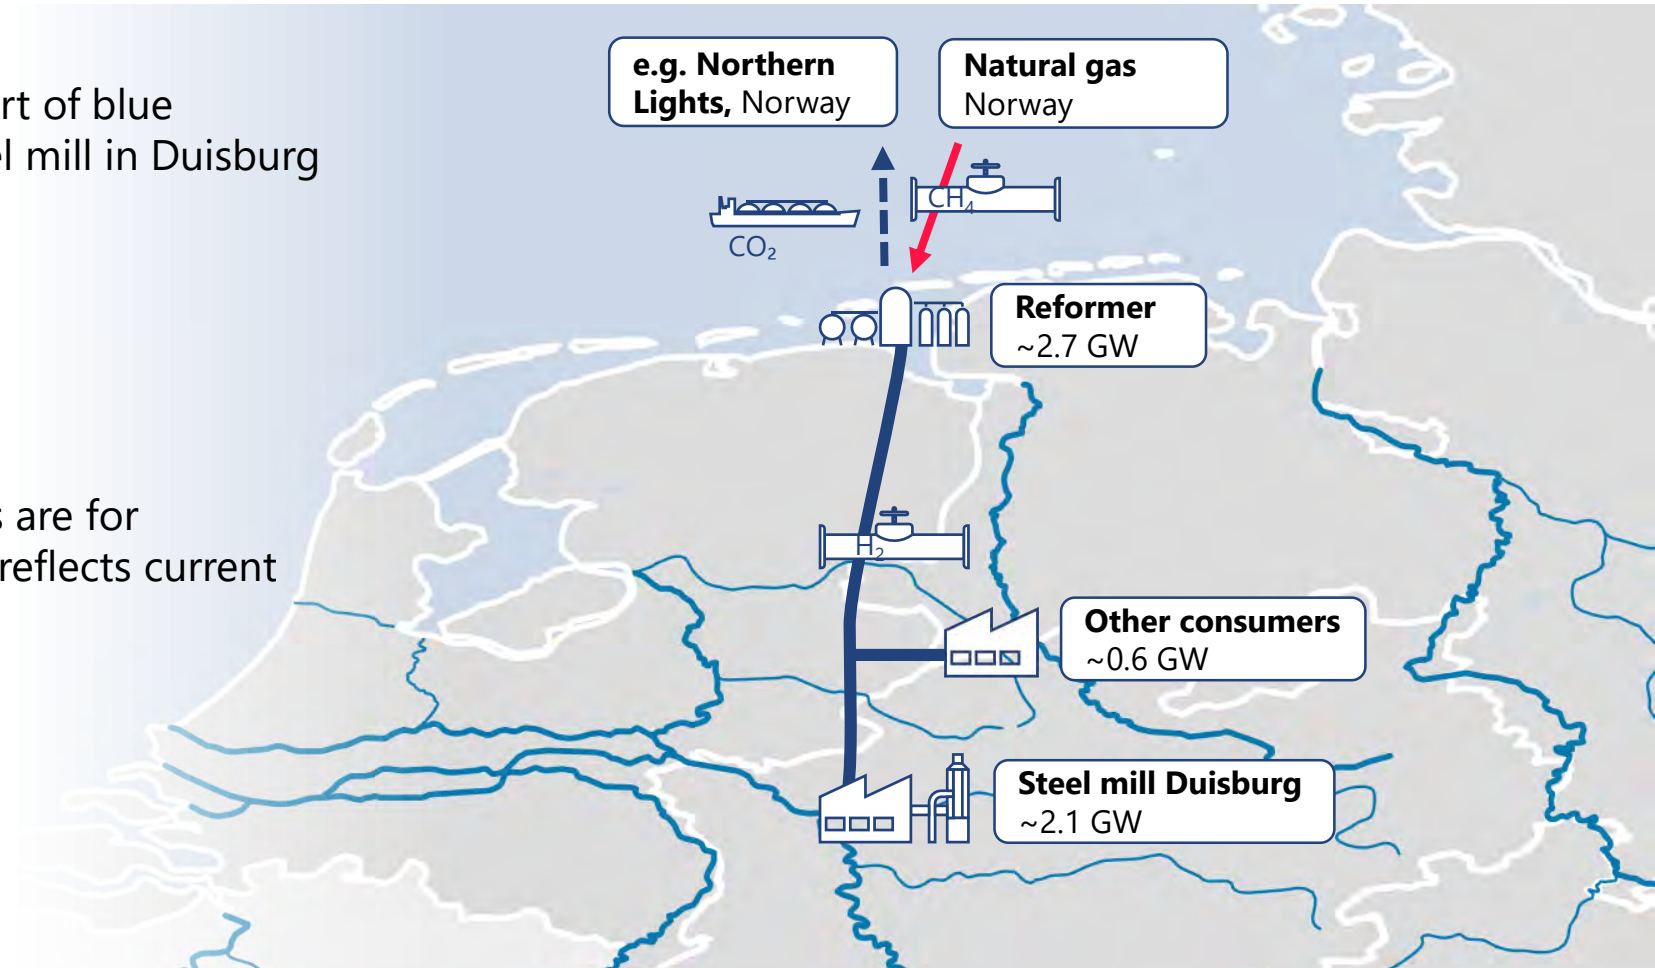 rt of blue
mill in Duisburg
s are for
reflects current
e.g. Northern
Lights, Norway
Natural gas
Norway
CH₄
CO₂
Reformer
~2.7 GW
H₂
Other consumers
~0.6 GW
Steel mill Duisburg
~2.1 GW